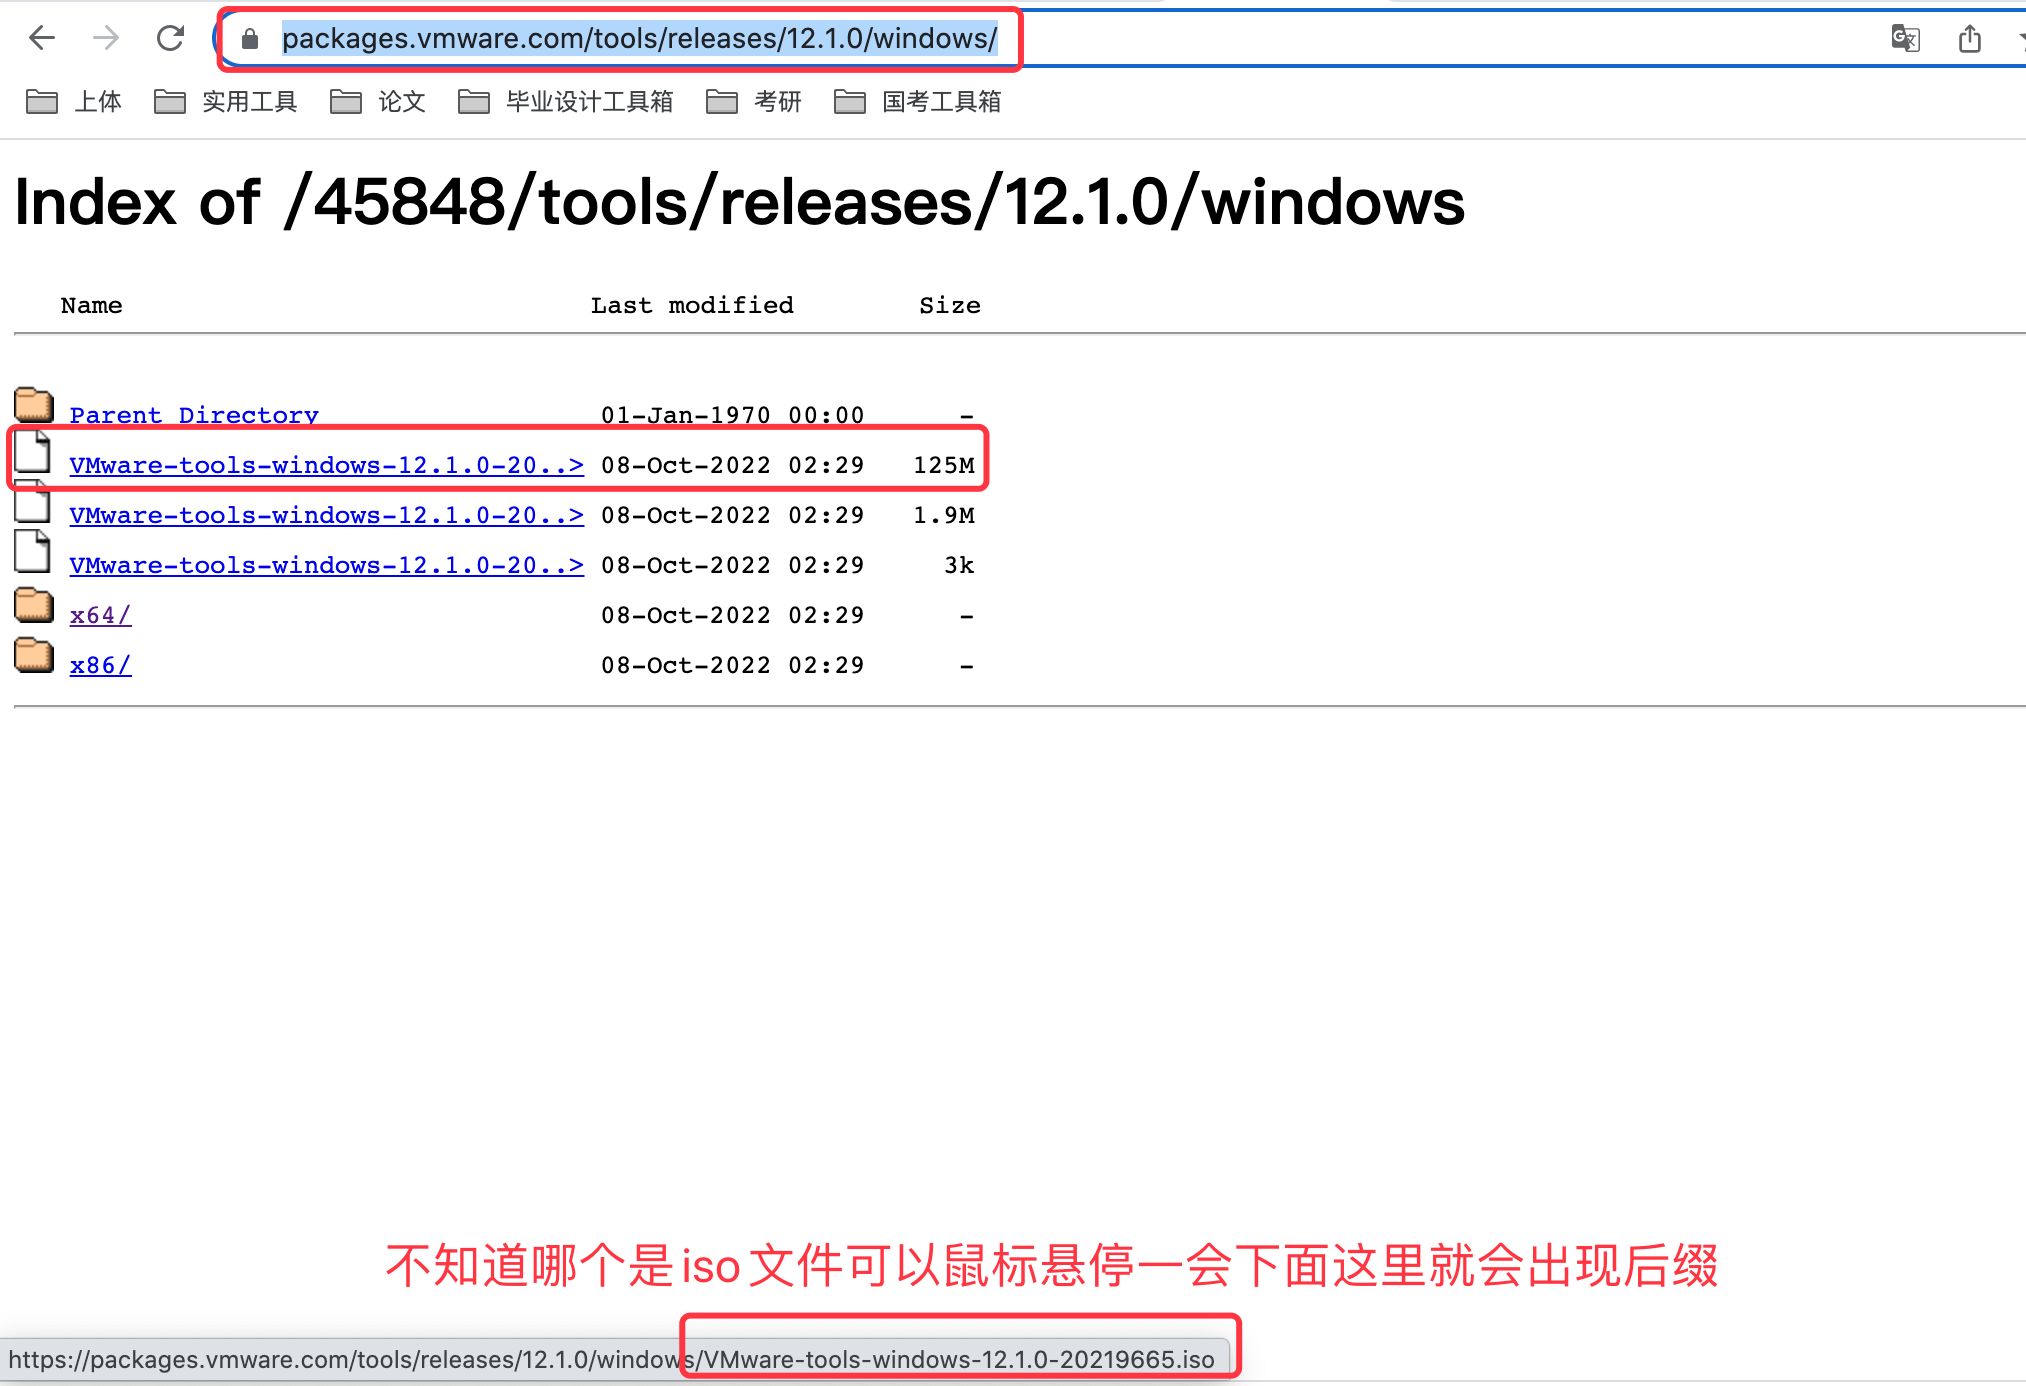 packages.vmware.com/tools/releases/12.1.0/windows/
上体 实用工具 论文 毕业设计工具箱 考研 国考工具箱
Index of /45848/tools/releases/12.1.0/windows
Name Last modified Size
Parent Directory 01-Jan-1970 00:00 -
VMware-tools-windows-12.1.0-20..> 08-Oct-2022 02:29 125M
VMware-tools-windows-12.1.0-20..> 08-Oct-2022 02:29 1.9M
VMware-tools-windows-12.1.0-20..> 08-Oct-2022 02:29 3k
x64/ 08-Oct-2022 02:29 -
x86/ 08-Oct-2022 02:29 -
不知道哪个是iso文件可以鼠标悬停一会下面这里就会出现后缀
https://packages.vmware.com/tools/releases/12.1.0/windows/VMware-tools-windows-12.1.0-20219665.iso